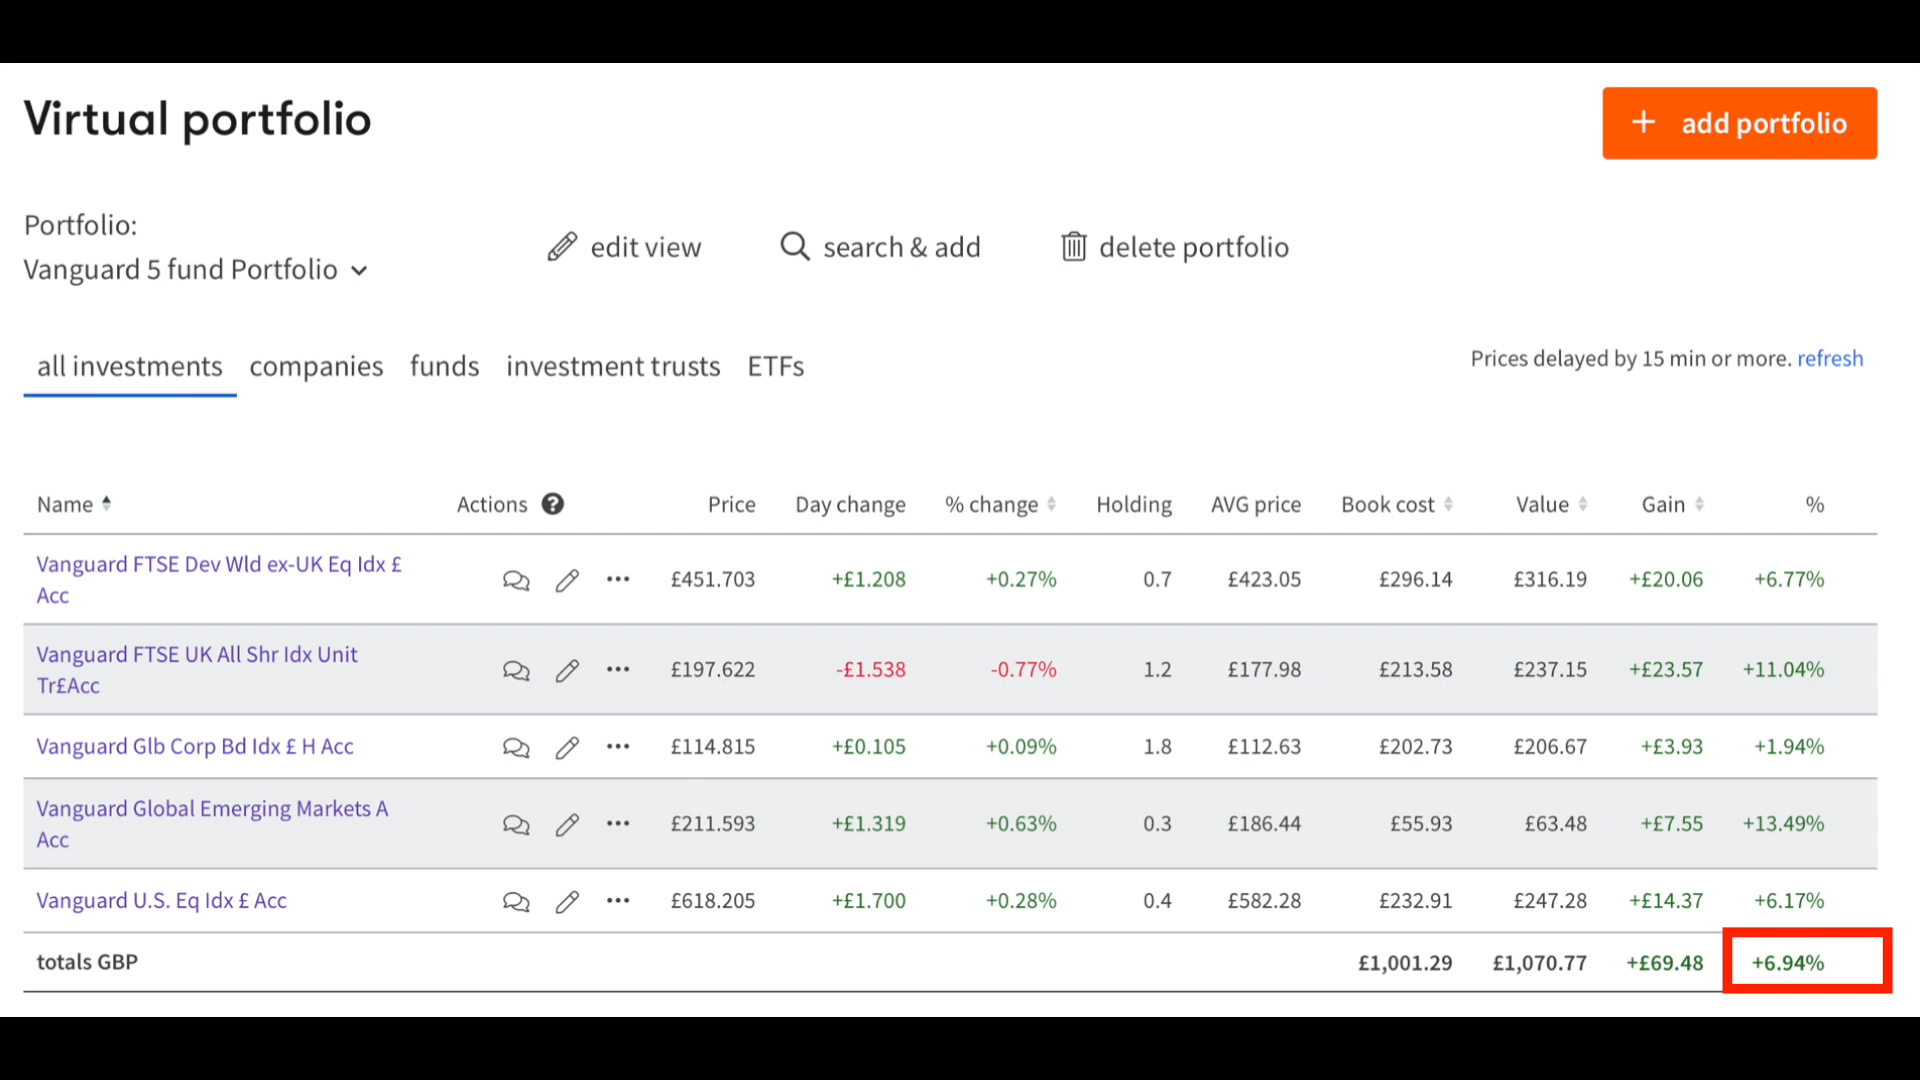 Virtual portfolio
+ add portfolio
Portfolio:
Vanguard 5 fund Portfolio
edit view
search & add
delete portfolio
all investments companies funds investment trusts ETFs
Prices delayed by 15 min or more. refresh
Name Actions ? Price Day change % change Holding AVG price Book cost Value Gain %
Vanguard FTSE Dev Wld ex-UK Eq Idx £
Acc
£451.703 +£1.208 +0.27% 0.7 £423.05 £296.14 £316.19 +£20.06 +6.77%
Vanguard FTSE UK All Shr Idx Unit
Tr£Acc
£197.622 -£1.538 -0.77% 1.2 £177.98 £213.58 £237.15 +£23.57 +11.04%
Vanguard Glb Corp Bd Idx £ H Acc £114.815 +£0.105 +0.09% 1.8 £112.63 £202.73 £206.67 +£3.93 +1.94%
Vanguard Global Emerging Markets A
Acc
£211.593 +£1.319 +0.63% 0.3 £186.44 £55.93 £63.48 +£7.55 +13.49%
Vanguard U.S. Eq Idx £ Acc £618.205 +£1.700 +0.28% 0.4 £582.28 £232.91 £247.28 +£14.37 +6.17%
totals GBP £1,001.29 £1,070.77 +£69.48 +6.94%